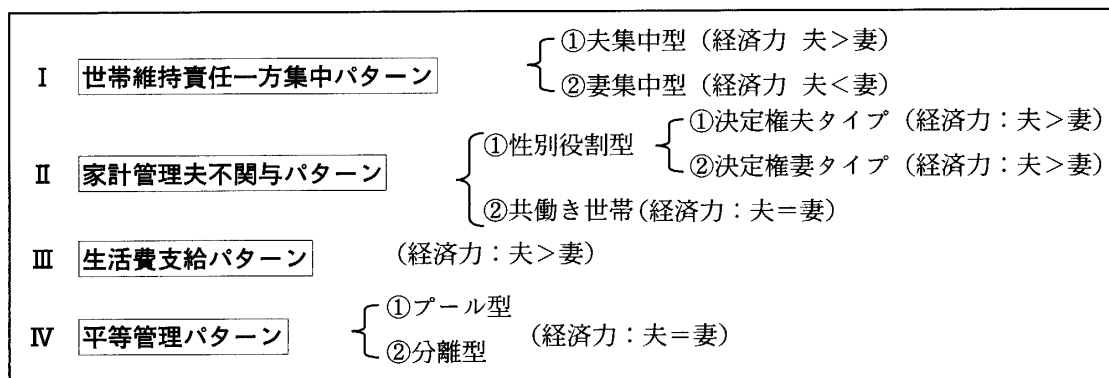 Ⅰ 世帯維持責任一方集中パターン
①夫集中型（経済力 夫＞妻）
②妻集中型（経済力 夫＜妻）
Ⅱ 家計管理夫不関与パターン
①性別役割型
①決定権夫タイプ（経済力：夫＞妻）
②決定権妻タイプ（経済力：夫＞妻）
②共働き世帯（経済力：夫＝妻）
Ⅲ 生活費支給パターン （経済力：夫＞妻）
Ⅳ 平等管理パターン
①プール型
②分離型
（経済力：夫＝妻）